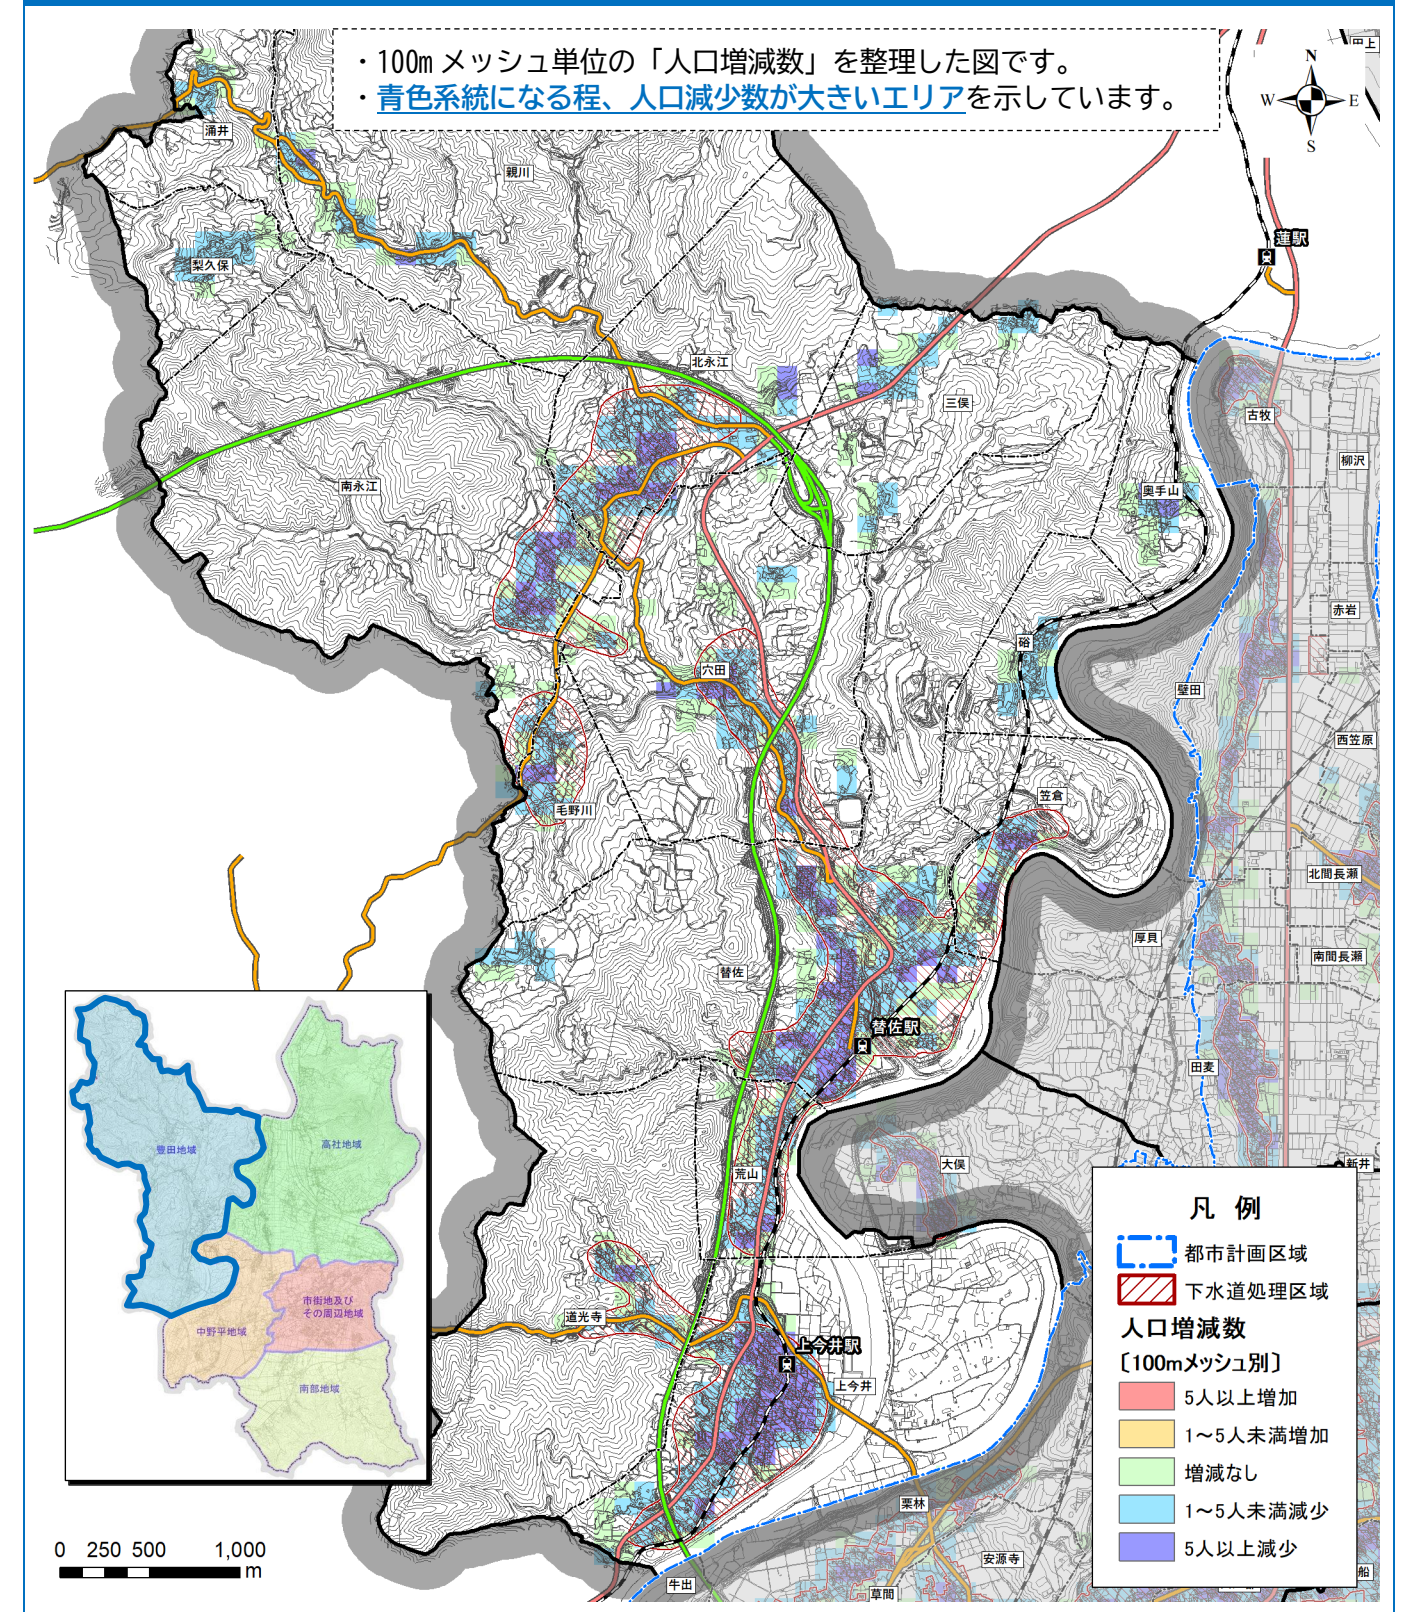 ・100mメッシュ単位の「人口増減数」を整理した図です。
・青色系統になる程、人口減少数が大きいエリアを示しています。
田上
N
W
E
S
涌井
親川
蓮駅
梨久保
北永江
三俣
古牧
柳沢
南永江
奥手山
赤岩
硲
穴田
壁田
西笠原
笠倉
毛野川
北間長瀬
厚貝
南間長瀬
替佐
替佐駅
田麦
豊田地域
高社地域
大俣
新井
荒山
市街地及び
その周辺地域
中野平地域
道光寺
上今井駅
南部地域
上今井
栗林
安源寺
牛出
草間
船
凡 例
都市計画区域
下水道処理区域
人口増減数
〔100mメッシュ別〕
5人以上増加
1～5人未満増加
増減なし
1～5人未満減少
5人以上減少
0 250 500 1,000
m